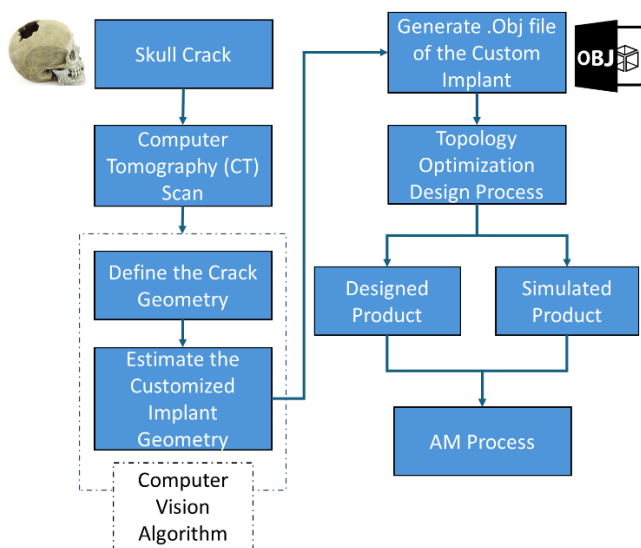 Skull Crack
Computer
Tomography (CT)
Scan
Define the Crack
Geometry
Estimate the
Customized
Implant
Geometry
Computer
Vision
Algorithm
Generate .Obj file
of the Custom
Implant
OBJ
Topology
Optimization
Design Process
Designed
Product
Simulated
Product
AM Process